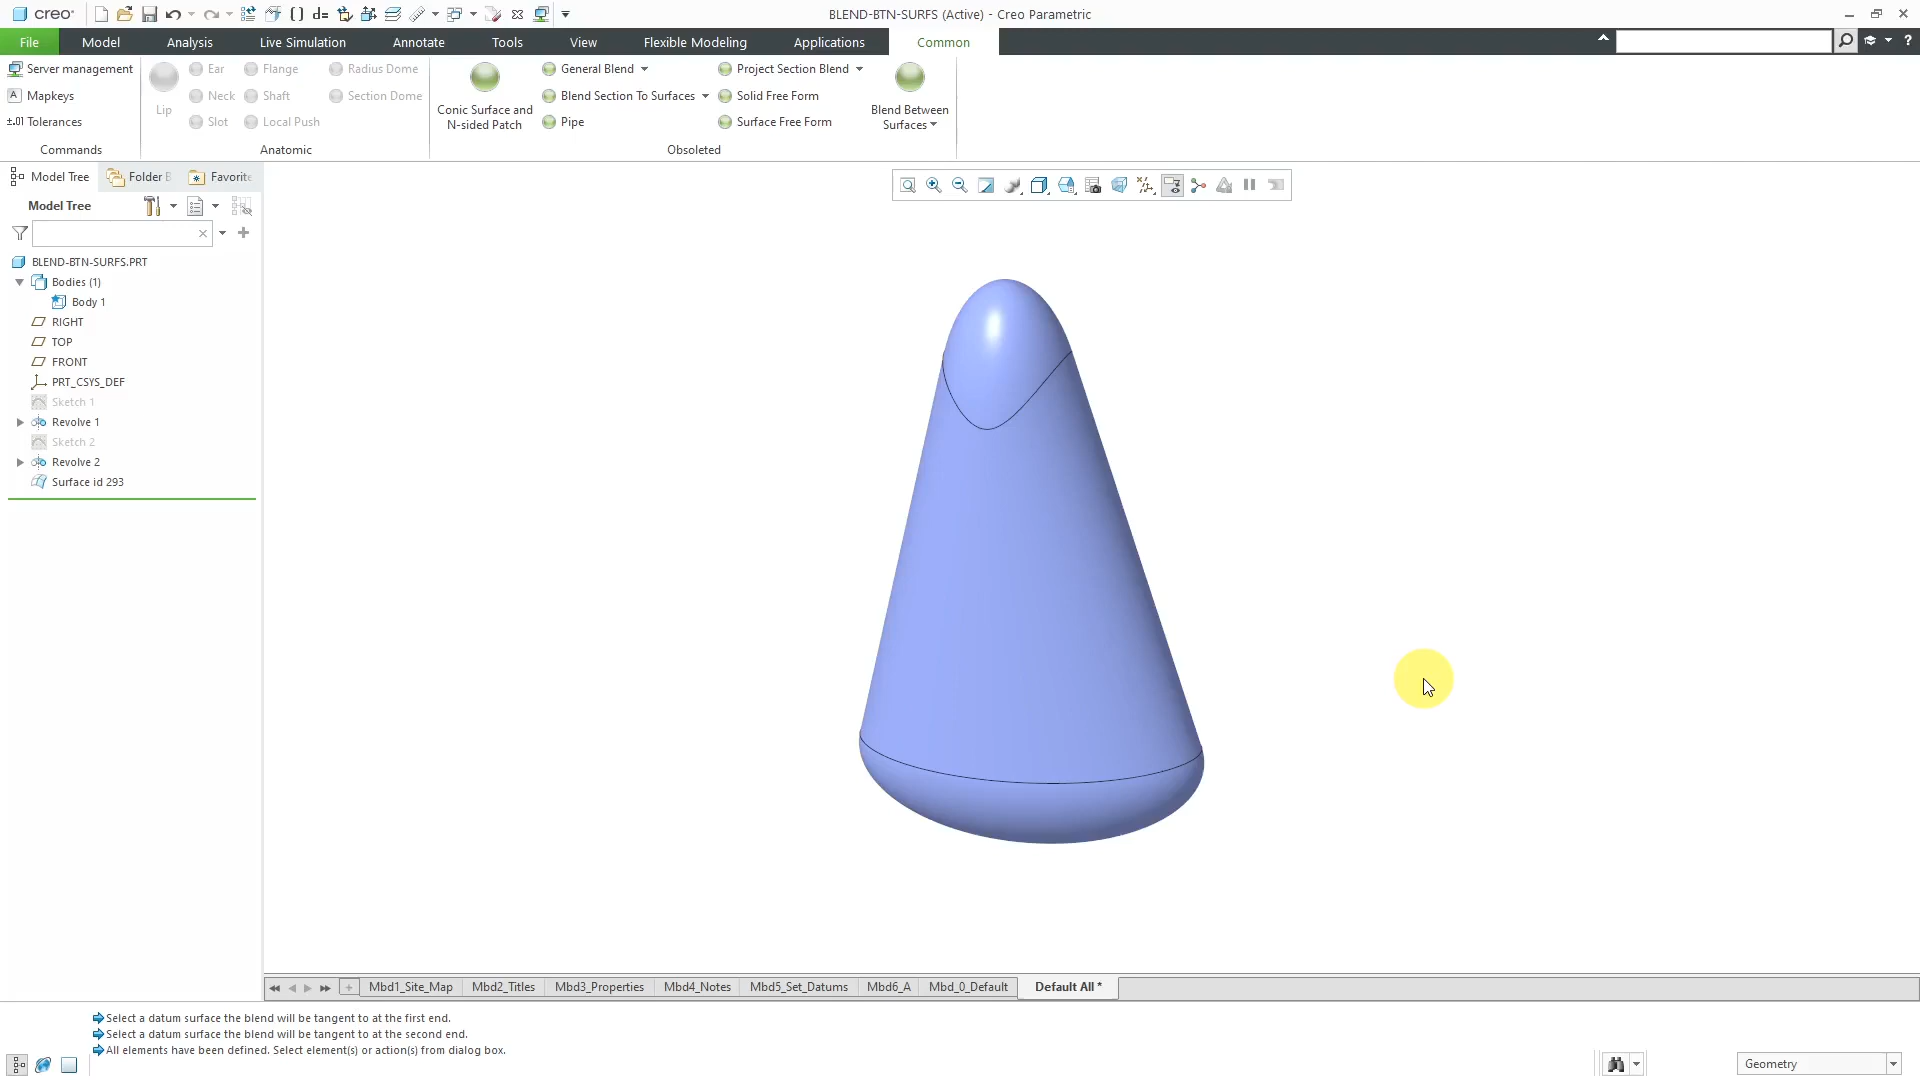 creo
BLEND-BTN-SURFS (Active) - Creo Parametric
File
Model
Analysis
Live Simulation
Annotate
Tools
View
Flexible Modeling
Applications
Common
Server management
Mapkeys
Tolerances
Commands
Lip
Ear
Neck
Slot
Flange
Shaft
Local Push
Radius Dome
Section Dome
Anatomic
Conic Surface and
N-sided Patch
General Blend
Blend Section To Surfaces
Pipe
Project Section Blend
Solid Free Form
Surface Free Form
Blend Between
Surfaces
Obsoleted
Model Tree
Folder B
Favorite
Model Tree
BLEND-BTN-SURFS.PRT
Bodies (1)
Body 1
RIGHT
TOP
FRONT
PRT_CSYS_DEF
Sketch 1
Revolve 1
Sketch 2
Revolve 2
Surface id 293
Mbd1_Site_Map
Mbd2_Titles
Mbd3_Properties
Mbd4_Notes
Mbd5_Set_Datums
Mbd6_A
Mbd_0_Default
Default All *
Select a datum surface the blend will be tangent to at the first end.
Select a datum surface the blend will be tangent to at the second end.
All elements have been defined. Select element(s) or action(s) from dialog box.
Geometry